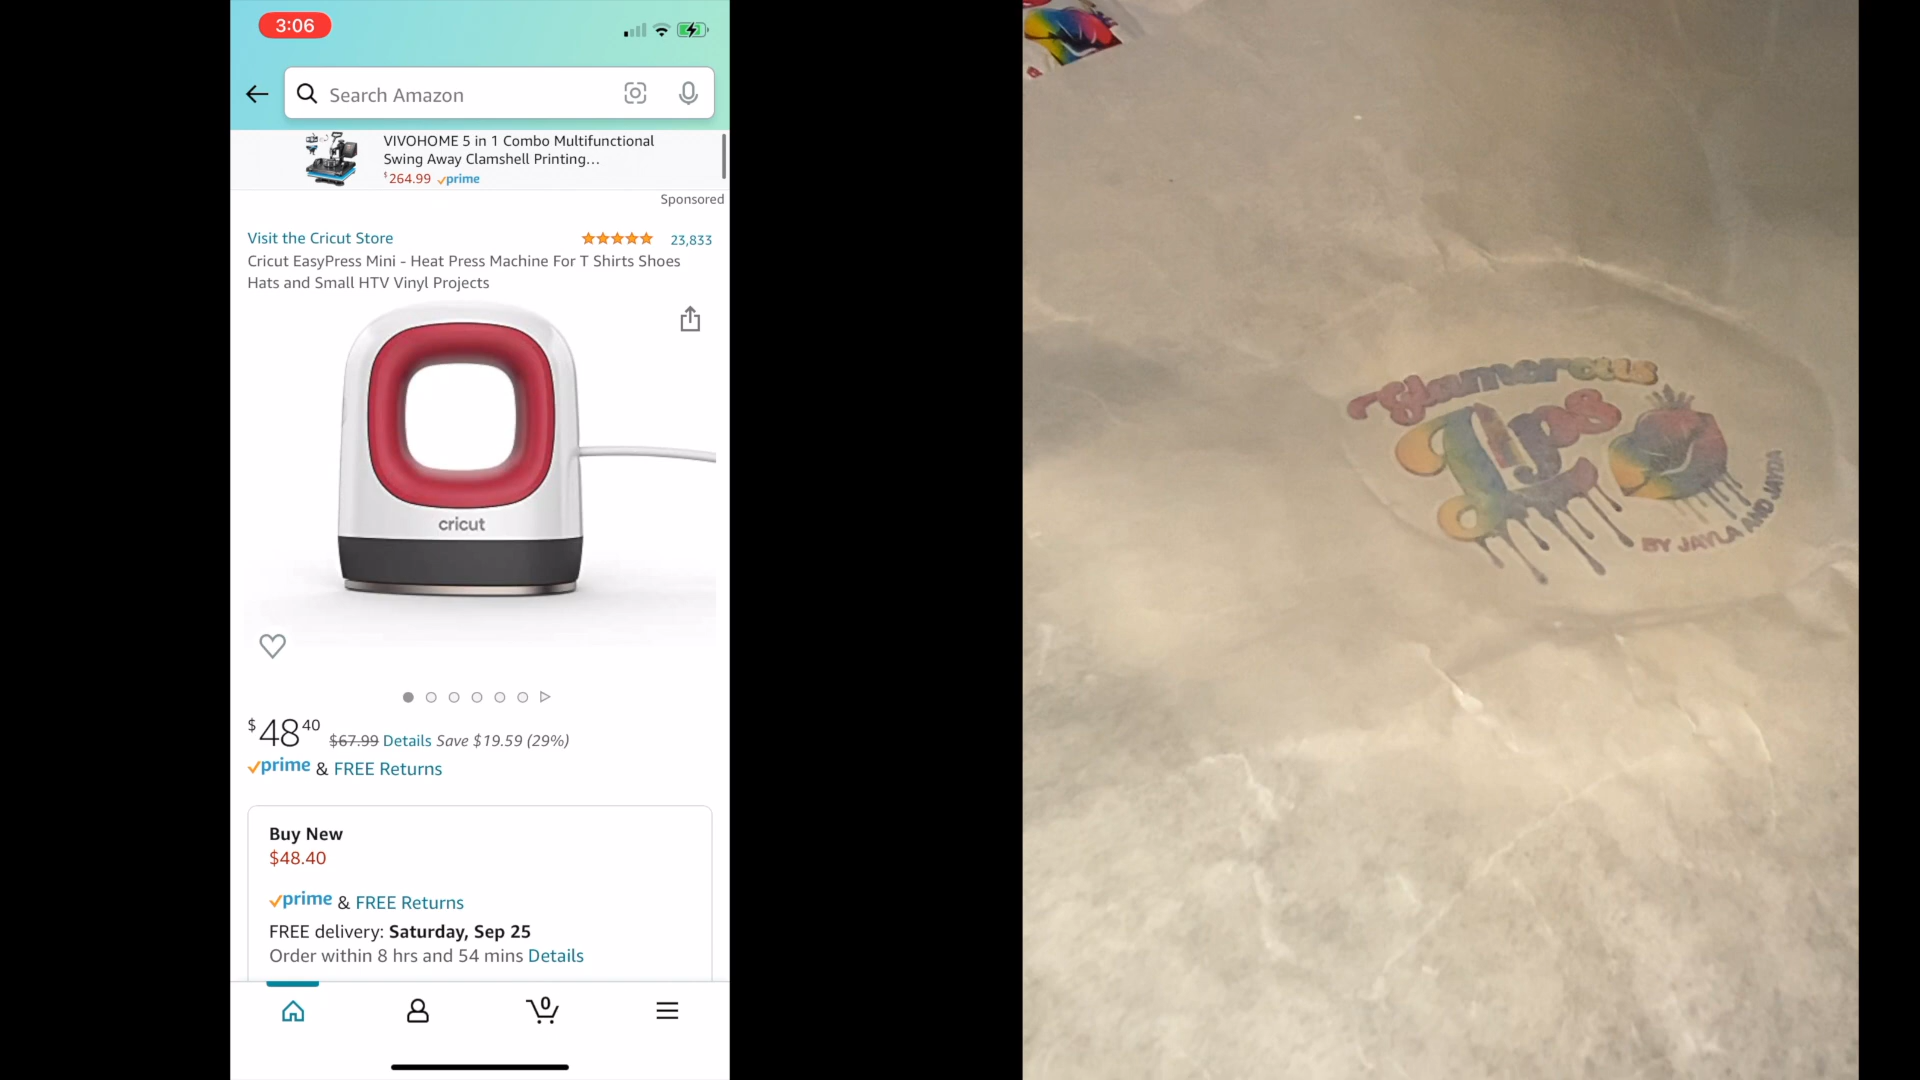 3:06
Search Amazon
VIVOHOME 5 in 1 Combo Multifunctional
Swing Away Clamshell Printing...
$264.99 prime
Sponsored
Visit the Cricut Store
23,833
Cricut EasyPress Mini - Heat Press Machine For T Shirts Shoes
Hats and Small HTV Vinyl Projects
cricut
$48 40 $67.99 Details Save $19.59 (29%)
prime & FREE Returns
Buy New
$48.40
prime & FREE Returns
FREE delivery: Saturday, Sep 25
Order within 8 hrs and 54 mins Details
0
Glamorous
Lips
BY JAYLA AND JAYDA